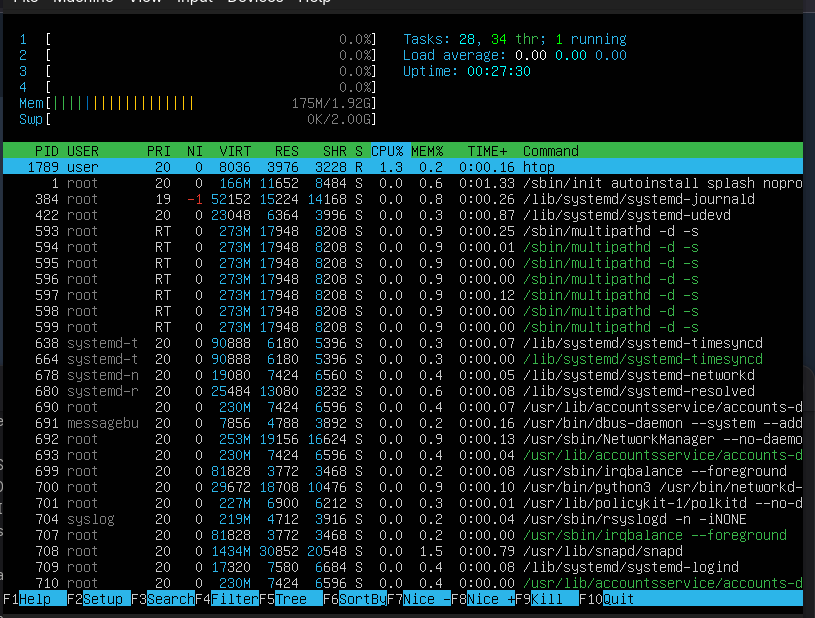 File Machine View Input Devices Help
1 [ 0.0%] Tasks: 28, 34 thr; 1 running
2 [ 0.0%] Load average: 0.00 0.00 0.00
3 [ 0.0%] Uptime: 00:27:30
4 [ 0.0%]
Mem[|||||||||||||||||| 175M/1.92G]
Swp[ 0K/2.00G]
PID USER PRI NI VIRT RES SHR S CPU% MEM% TIME+ Command
1789 user 20 0 8036 3976 3228 R 1.3 0.2 0:00.16 htop
1 root 20 0 166M 11652 8484 S 0.0 0.6 0:01.33 /sbin/init autoinstall splash nopro
384 root 19 -1 52152 15224 14168 S 0.0 0.8 0:00.26 /lib/systemd/systemd-journald
422 root 20 0 23048 6364 3996 S 0.0 0.3 0:00.87 /lib/systemd/systemd-udevd
593 root RT 0 273M 17948 8208 S 0.0 0.9 0:00.25 /sbin/multipathd -d -s
594 root RT 0 273M 17948 8208 S 0.0 0.9 0:00.01 /sbin/multipathd -d -s
595 root RT 0 273M 17948 8208 S 0.0 0.9 0:00.00 /sbin/multipathd -d -s
596 root RT 0 273M 17948 8208 S 0.0 0.9 0:00.00 /sbin/multipathd -d -s
597 root RT 0 273M 17948 8208 S 0.0 0.9 0:00.12 /sbin/multipathd -d -s
598 root RT 0 273M 17948 8208 S 0.0 0.9 0:00.00 /sbin/multipathd -d -s
599 root RT 0 273M 17948 8208 S 0.0 0.9 0:00.00 /sbin/multipathd -d -s
638 systemd-t 20 0 90888 6180 5396 S 0.0 0.3 0:00.07 /lib/systemd/systemd-timesyncd
664 systemd-t 20 0 90888 6180 5396 S 0.0 0.3 0:00.00 /lib/systemd/systemd-timesyncd
678 systemd-n 20 0 19080 7424 6560 S 0.0 0.4 0:00.05 /lib/systemd/systemd-networkd
680 systemd-r 20 0 25484 13080 8232 S 0.0 0.6 0:00.08 /lib/systemd/systemd-resolved
690 root 20 0 230M 7424 6596 S 0.0 0.4 0:00.07 /usr/lib/accountsservice/accounts-d
691 messagebu 20 0 7856 4788 3892 S 0.0 0.2 0:00.16 /usr/bin/dbus-daemon --system --add
692 root 20 0 253M 19156 16624 S 0.0 0.9 0:00.13 /usr/sbin/NetworkManager --no-daemo
693 root 20 0 230M 7424 6596 S 0.0 0.4 0:00.04 /usr/lib/accountsservice/accounts-d
699 root 20 0 81828 3772 3468 S 0.0 0.2 0:00.08 /usr/sbin/irqbalance --foreground
700 root 20 0 29672 18708 10476 S 0.0 0.9 0:00.10 /usr/bin/python3 /usr/bin/networkd-
701 root 20 0 227M 6900 6212 S 0.0 0.3 0:00.01 /usr/lib/policykit-1/polkitd --no-d
704 syslog 20 0 219M 4712 3916 S 0.0 0.2 0:00.04 /usr/sbin/rsyslogd -n -iNONE
707 root 20 0 81828 3772 3468 S 0.0 0.2 0:00.00 /usr/sbin/irqbalance --foreground
708 root 20 0 1434M 30852 20548 S 0.0 1.5 0:00.79 /usr/lib/snapd/snapd
709 root 20 0 17320 7580 6684 S 0.0 0.4 0:00.08 /lib/systemd/systemd-logind
710 root 20 0 230M 7424 6596 S 0.0 0.4 0:00.00 /usr/lib/accountsservice/accounts-d
F1Help F2Setup F3SearchF4FilterF5Tree F6SortByF7Nice -F8Nice +F9Kill F10Quit